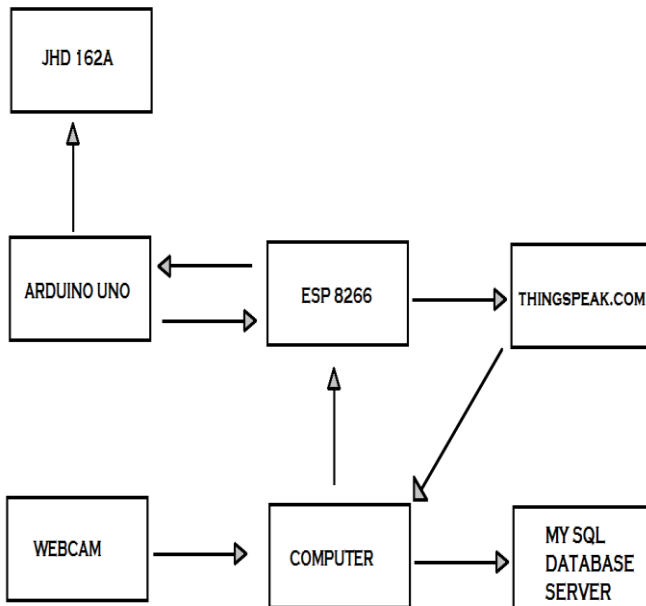 JHD 162A
ARDUINO UNO
ESP 8266
THINGSPEAK.COM
WEBCAM
COMPUTER
MY SQL
DATABASE
SERVER